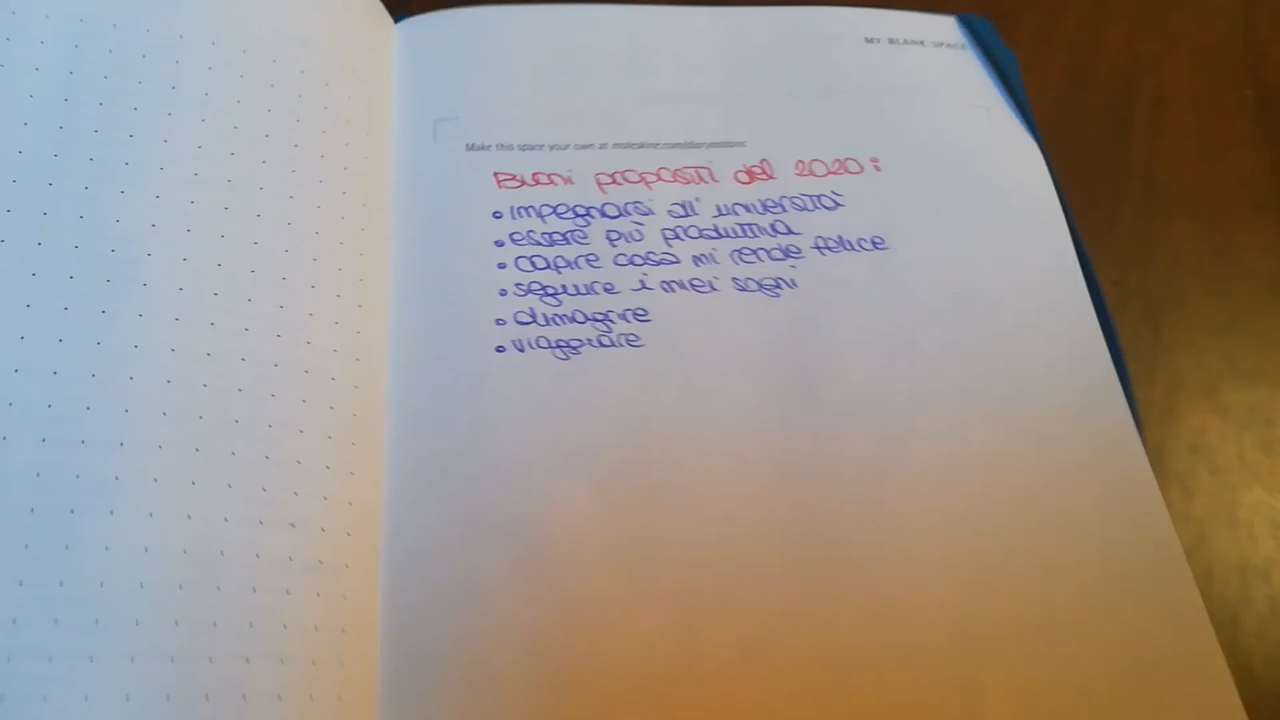 MY BLANK SPACE
Make this space your own at moleskine.com/diarycustom
Buoni propositi del 2020:
• impegnarsi all'università
• essere più produttiva
• capire cosa mi rende felice
• seguire i miei sogni
• dimagrire
• viaggiare